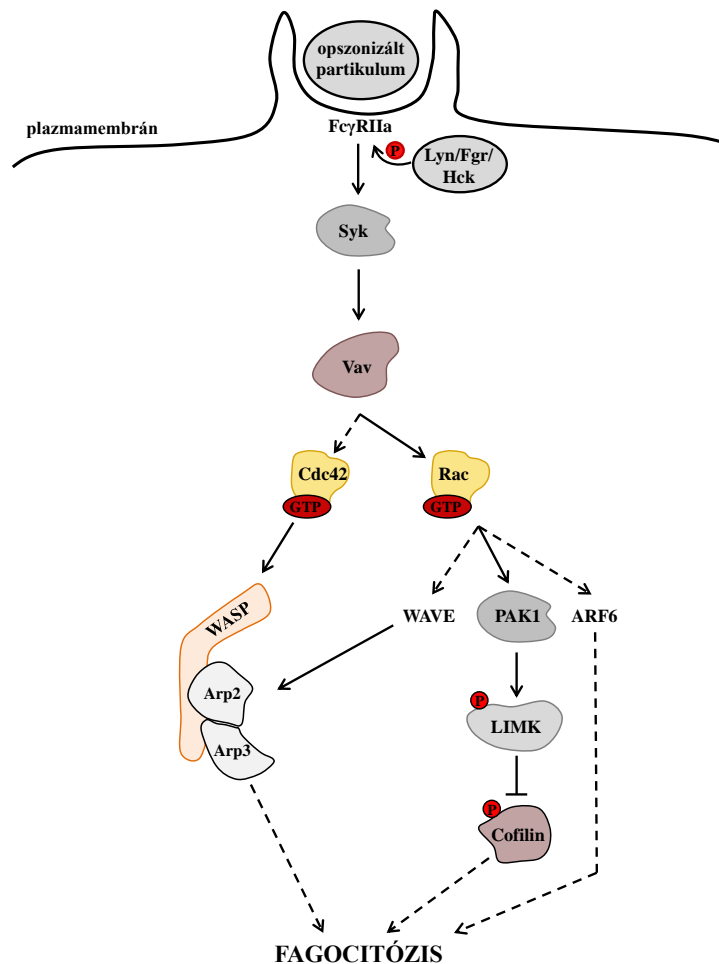 opszonizált
partikulum
plazmamembrán
FcγRIIa
P
Lyn/Fgr/
Hck
Syk
Vav
Cdc42
GTP
Rac
GTP
WASP
WAVE
PAK1
ARF6
Arp2
Arp3
P
LIMK
P
Cofilin
FAGOCITÓZIS